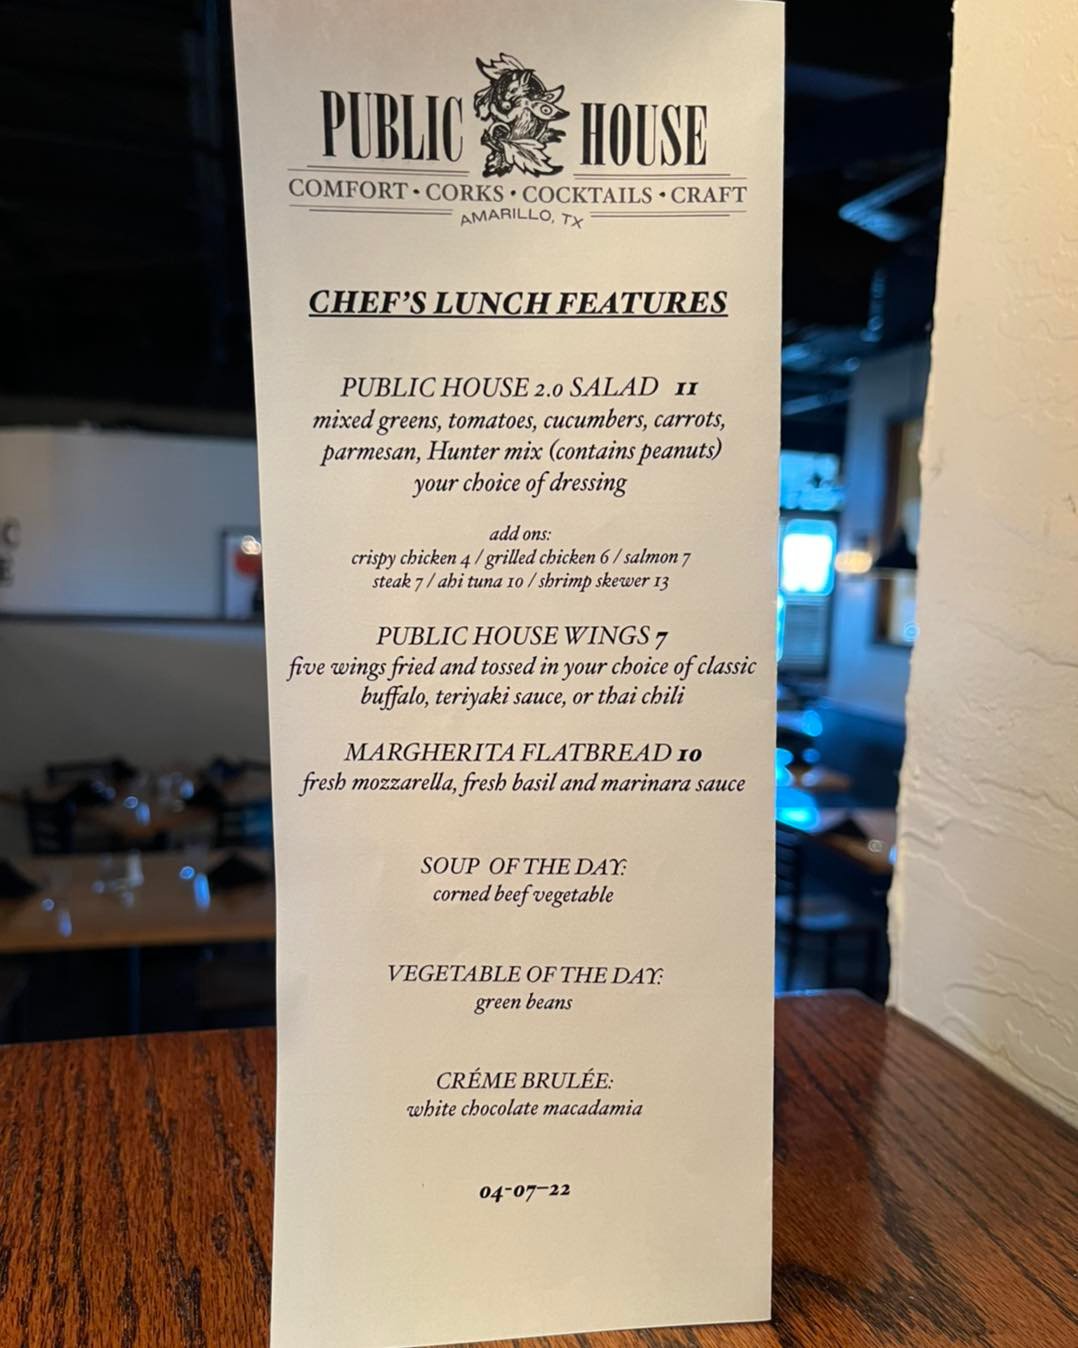 PUBLIC HOUSE
COMFORT • CORKS • COCKTAILS • CRAFT
AMARILLO, TX
CHEF'S LUNCH FEATURES
PUBLIC HOUSE 2.0 SALAD 11
mixed greens, tomatoes, cucumbers, carrots,
parmesan, Hunter mix (contains peanuts)
your choice of dressing
add ons:
crispy chicken 4 / grilled chicken 6 / salmon 7
steak 7 / ahi tuna 10 / shrimp skewer 13
PUBLIC HOUSE WINGS 7
five wings fried and tossed in your choice of classic
buffalo, teriyaki sauce, or thai chili
MARGHERITA FLATBREAD 10
fresh mozzarella, fresh basil and marinara sauce
SOUP OF THE DAY:
corned beef vegetable
VEGETABLE OF THE DAY:
green beans
CRÉME BRULÉE:
white chocolate macadamia
04-07-22